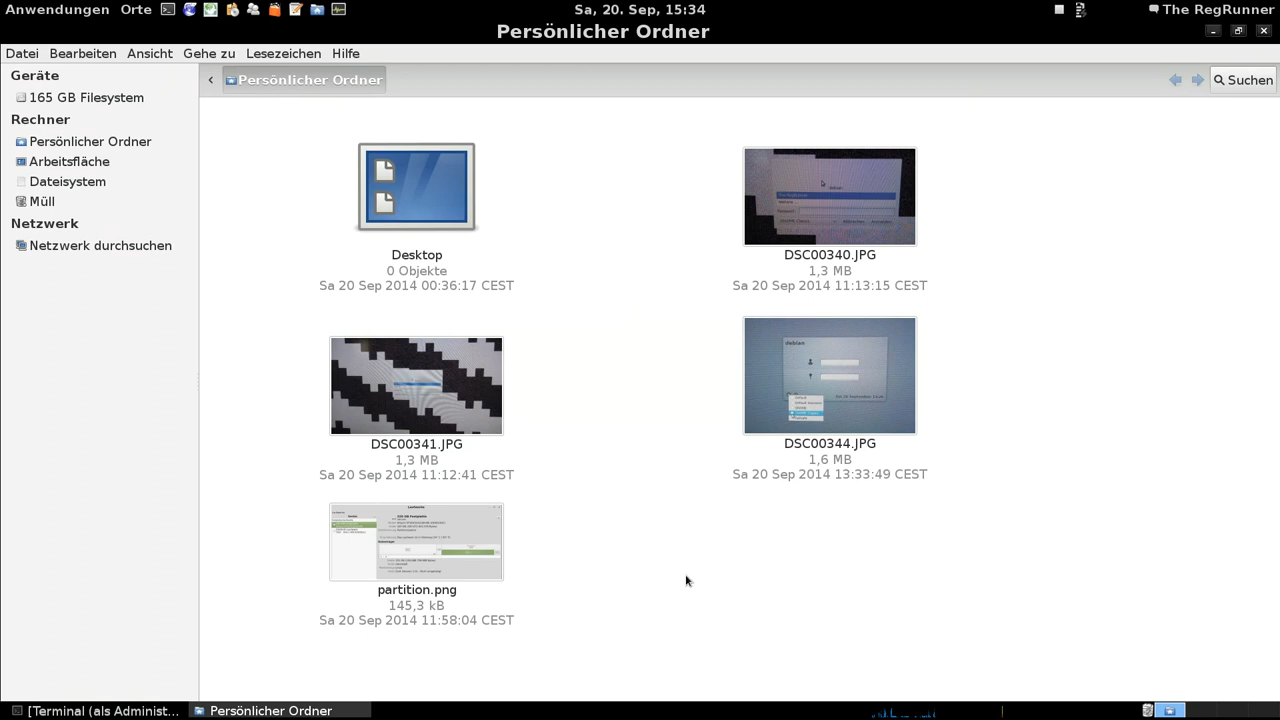 Anwendungen Orte Sa, 20. Sep, 15:34 The RegRunner
Persönlicher Ordner
Datei Bearbeiten Ansicht Gehe zu Lesezeichen Hilfe
Geräte
165 GB Filesystem
Rechner
Persönlicher Ordner
Arbeitsfläche
Dateisystem
Müll
Netzwerk
Netzwerk durchsuchen
Persönlicher Ordner
Suchen
Desktop
0 Objekte
Sa 20 Sep 2014 00:36:17 CEST
DSC00340.JPG
1,3 MB
Sa 20 Sep 2014 11:13:15 CEST
DSC00341.JPG
1,3 MB
Sa 20 Sep 2014 11:12:41 CEST
debian
DSC00344.JPG
1,6 MB
Sa 20 Sep 2014 13:33:49 CEST
partition.png
145,3 kB
Sa 20 Sep 2014 11:58:04 CEST
[Terminal (als Administ... Persönlicher Ordner